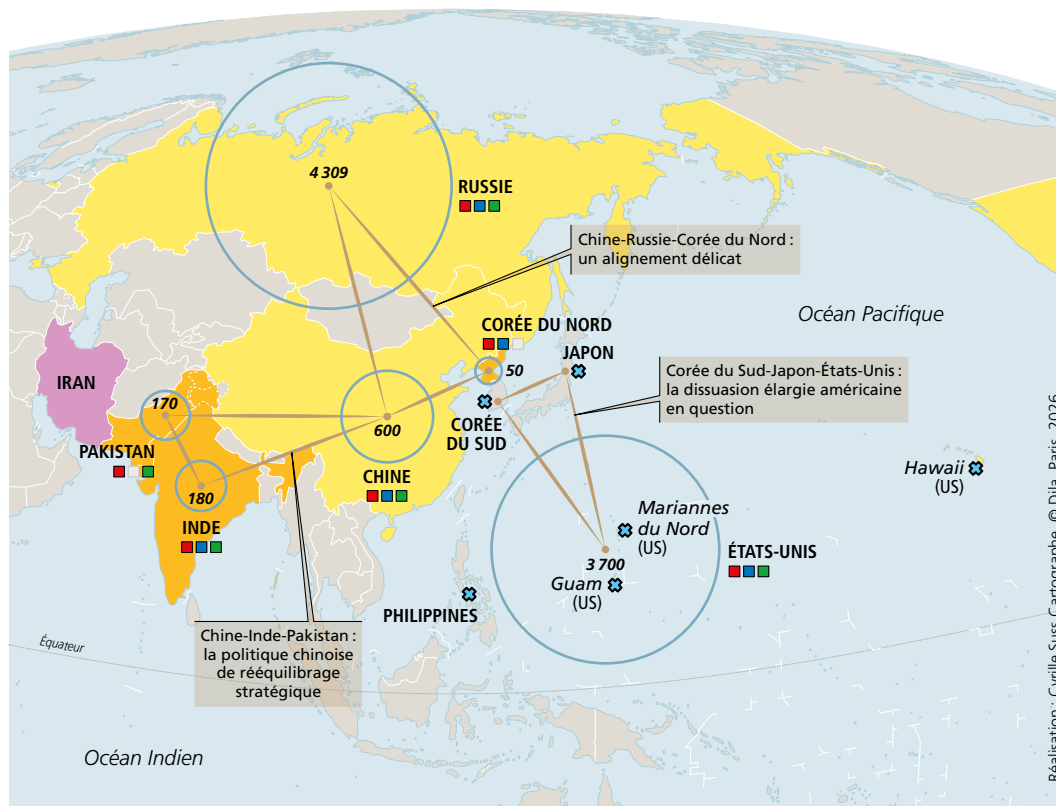 4 309
RUSSIE
Chine-Russie-Corée du Nord :
un alignement délicat
Océan Pacifique
CORÉE DU NORD
50
JAPON
IRAN
Corée du Sud-Japon-États-Unis :
la dissuasion élargie américaine
en question
170
600
CORÉE
DU SUD
PAKISTAN
CHINE
180
INDE
Hawaii
(US)
Mariannes
du Nord
(US)
3 700
ÉTATS-UNIS
Guam
(US)
PHILIPPINES
Chine-Inde-Pakistan :
la politique chinoise
de rééquilibrage
stratégique
Équateur
Océan Indien
Réalisation : Cyrille Suss Cartographe © Dila, Paris, 2026